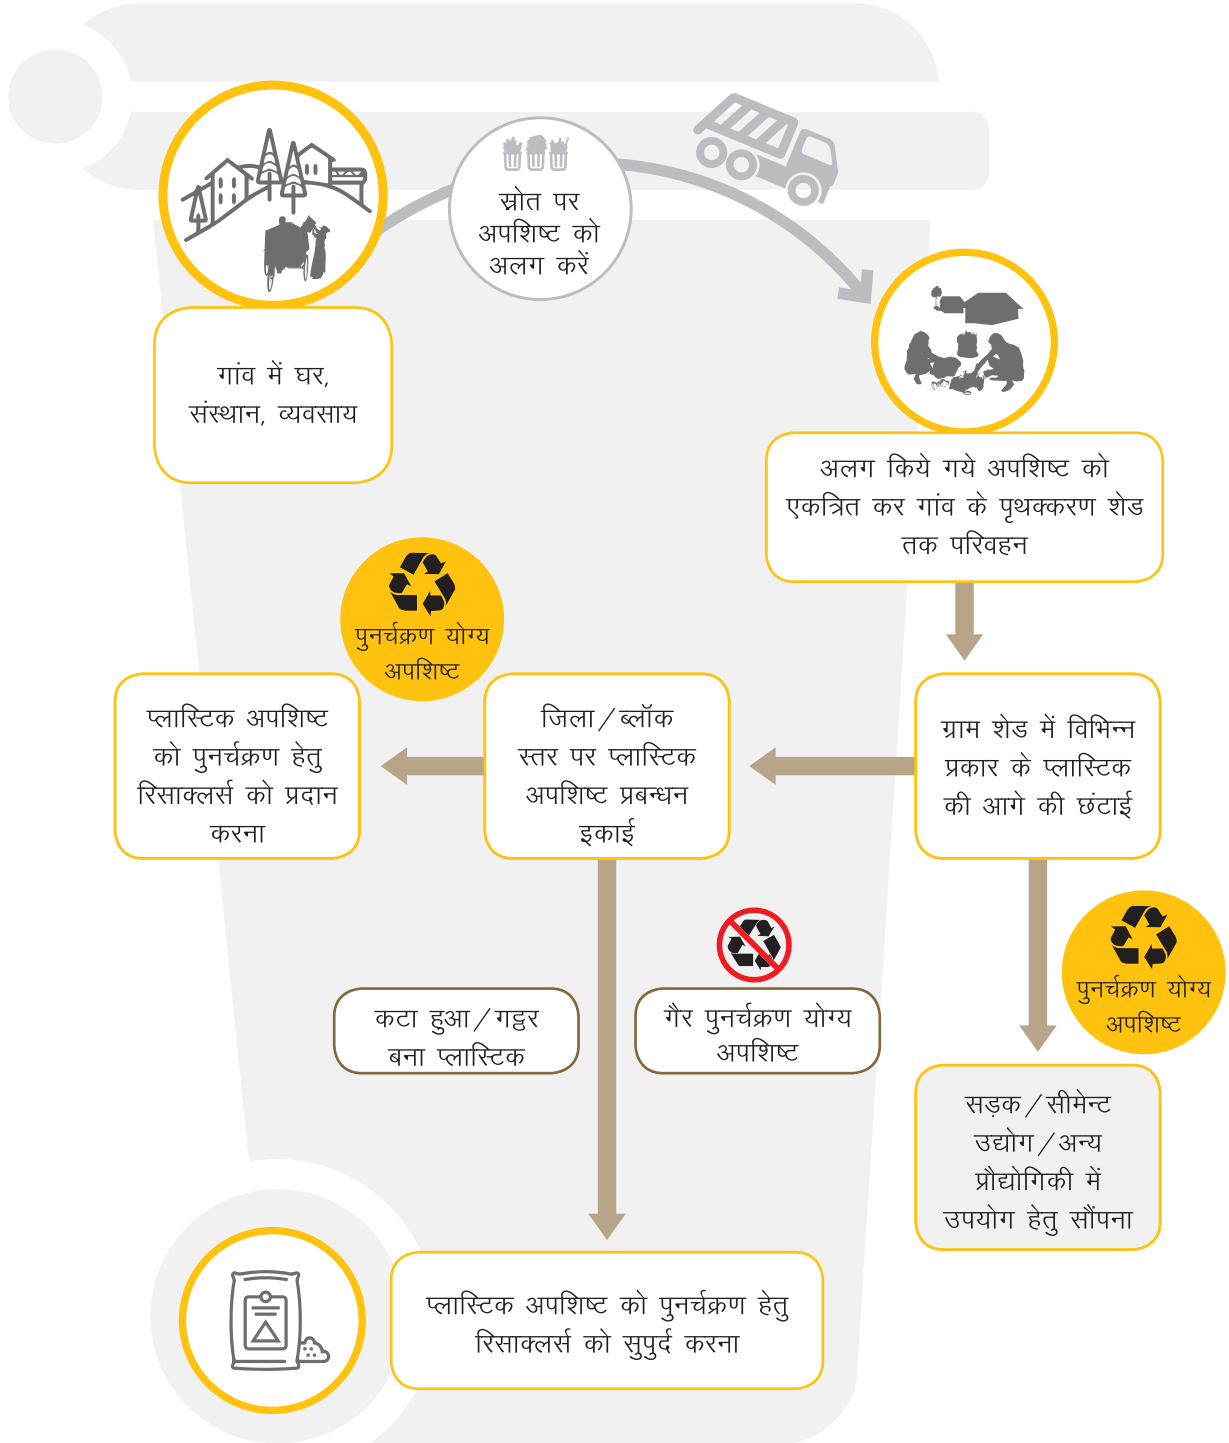 स्रोत पर
अपशिष्ट को
अलग करें
गांव में घर,
संस्थान, व्यवसाय
अलग किये गये अपशिष्ट को
एकत्रित कर गांव के पृथक्करण शेड
तक परिवहन
पुनर्चक्रण योग्य
अपशिष्ट
प्लास्टिक अपशिष्ट
को पुनर्चक्रण हेतु
रिसाक्लर्स को प्रदान
करना
जिला/ब्लॉक
स्तर पर प्लास्टिक
अपशिष्ट प्रबन्धन
इकाई
ग्राम शेड में विभिन्न
प्रकार के प्लास्टिक
की आगे की छंटाई
कटा हुआ/गट्ठर
बना प्लास्टिक
गैर पुनर्चक्रण योग्य
अपशिष्ट
पुनर्चक्रण योग्य
अपशिष्ट
सड़क/सीमेन्ट
उद्योग/अन्य
प्रौद्योगिकी में
उपयोग हेतु सौंपना
प्लास्टिक अपशिष्ट को पुनर्चक्रण हेतु
रिसाक्लर्स को सुपुर्द करना